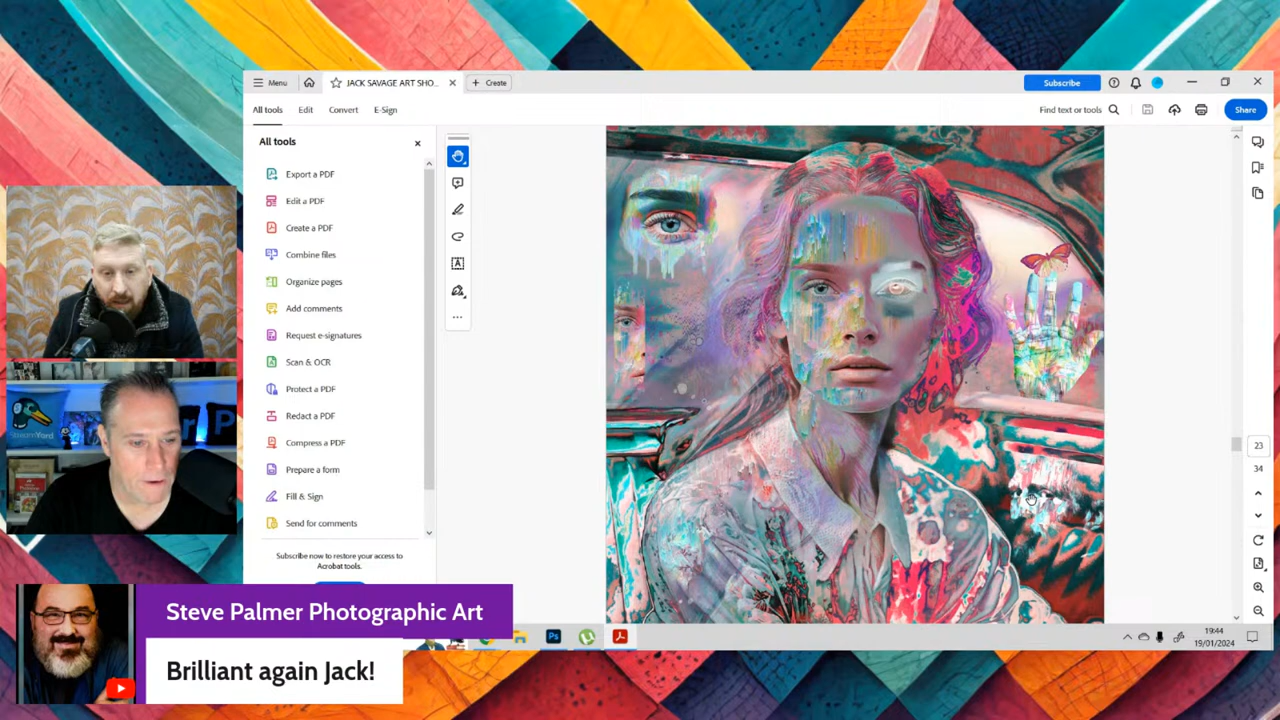 Menu
JACK SAVAGE ART SHO...
Create
Subscribe
All tools
Edit
Convert
E-Sign
Find text or tools
Share
All tools
Export a PDF
Edit a PDF
Create a PDF
Combine files
Organize pages
Add comments
Request e-signatures
Scan & OCR
Protect a PDF
Redact a PDF
Compress a PDF
Prepare a form
Fill & Sign
Send for comments
Subscribe now to restore your access to
Acrobat tools.
23
34
StreamYard
Ps
19:44
19/01/2024
Steve Palmer Photographic Art
Brilliant again Jack!